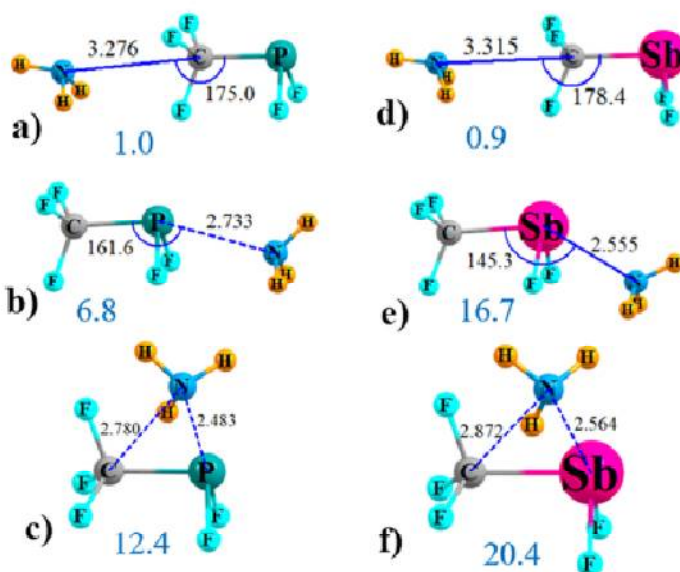 F
3.276
F
C
P
H
N
H
H
F
F
F
175.0
a)
1.0
F
3.315
F
C
Sb
H
N
H
H
F
F
F
178.4
d)
0.9
F
F
C
P
2.733
H
161.6
F
F
N
F
H
H
b)
6.8
F
F
C
Sb
2.555
H
145.3
F
F
N
F
H
H
e)
16.7
H
H
N
F
H
2.780
2.483
C
P
F
F
F
F
c)
12.4
H
H
N
F
H
2.872
2.564
C
Sb
F
F
F
F
f)
20.4